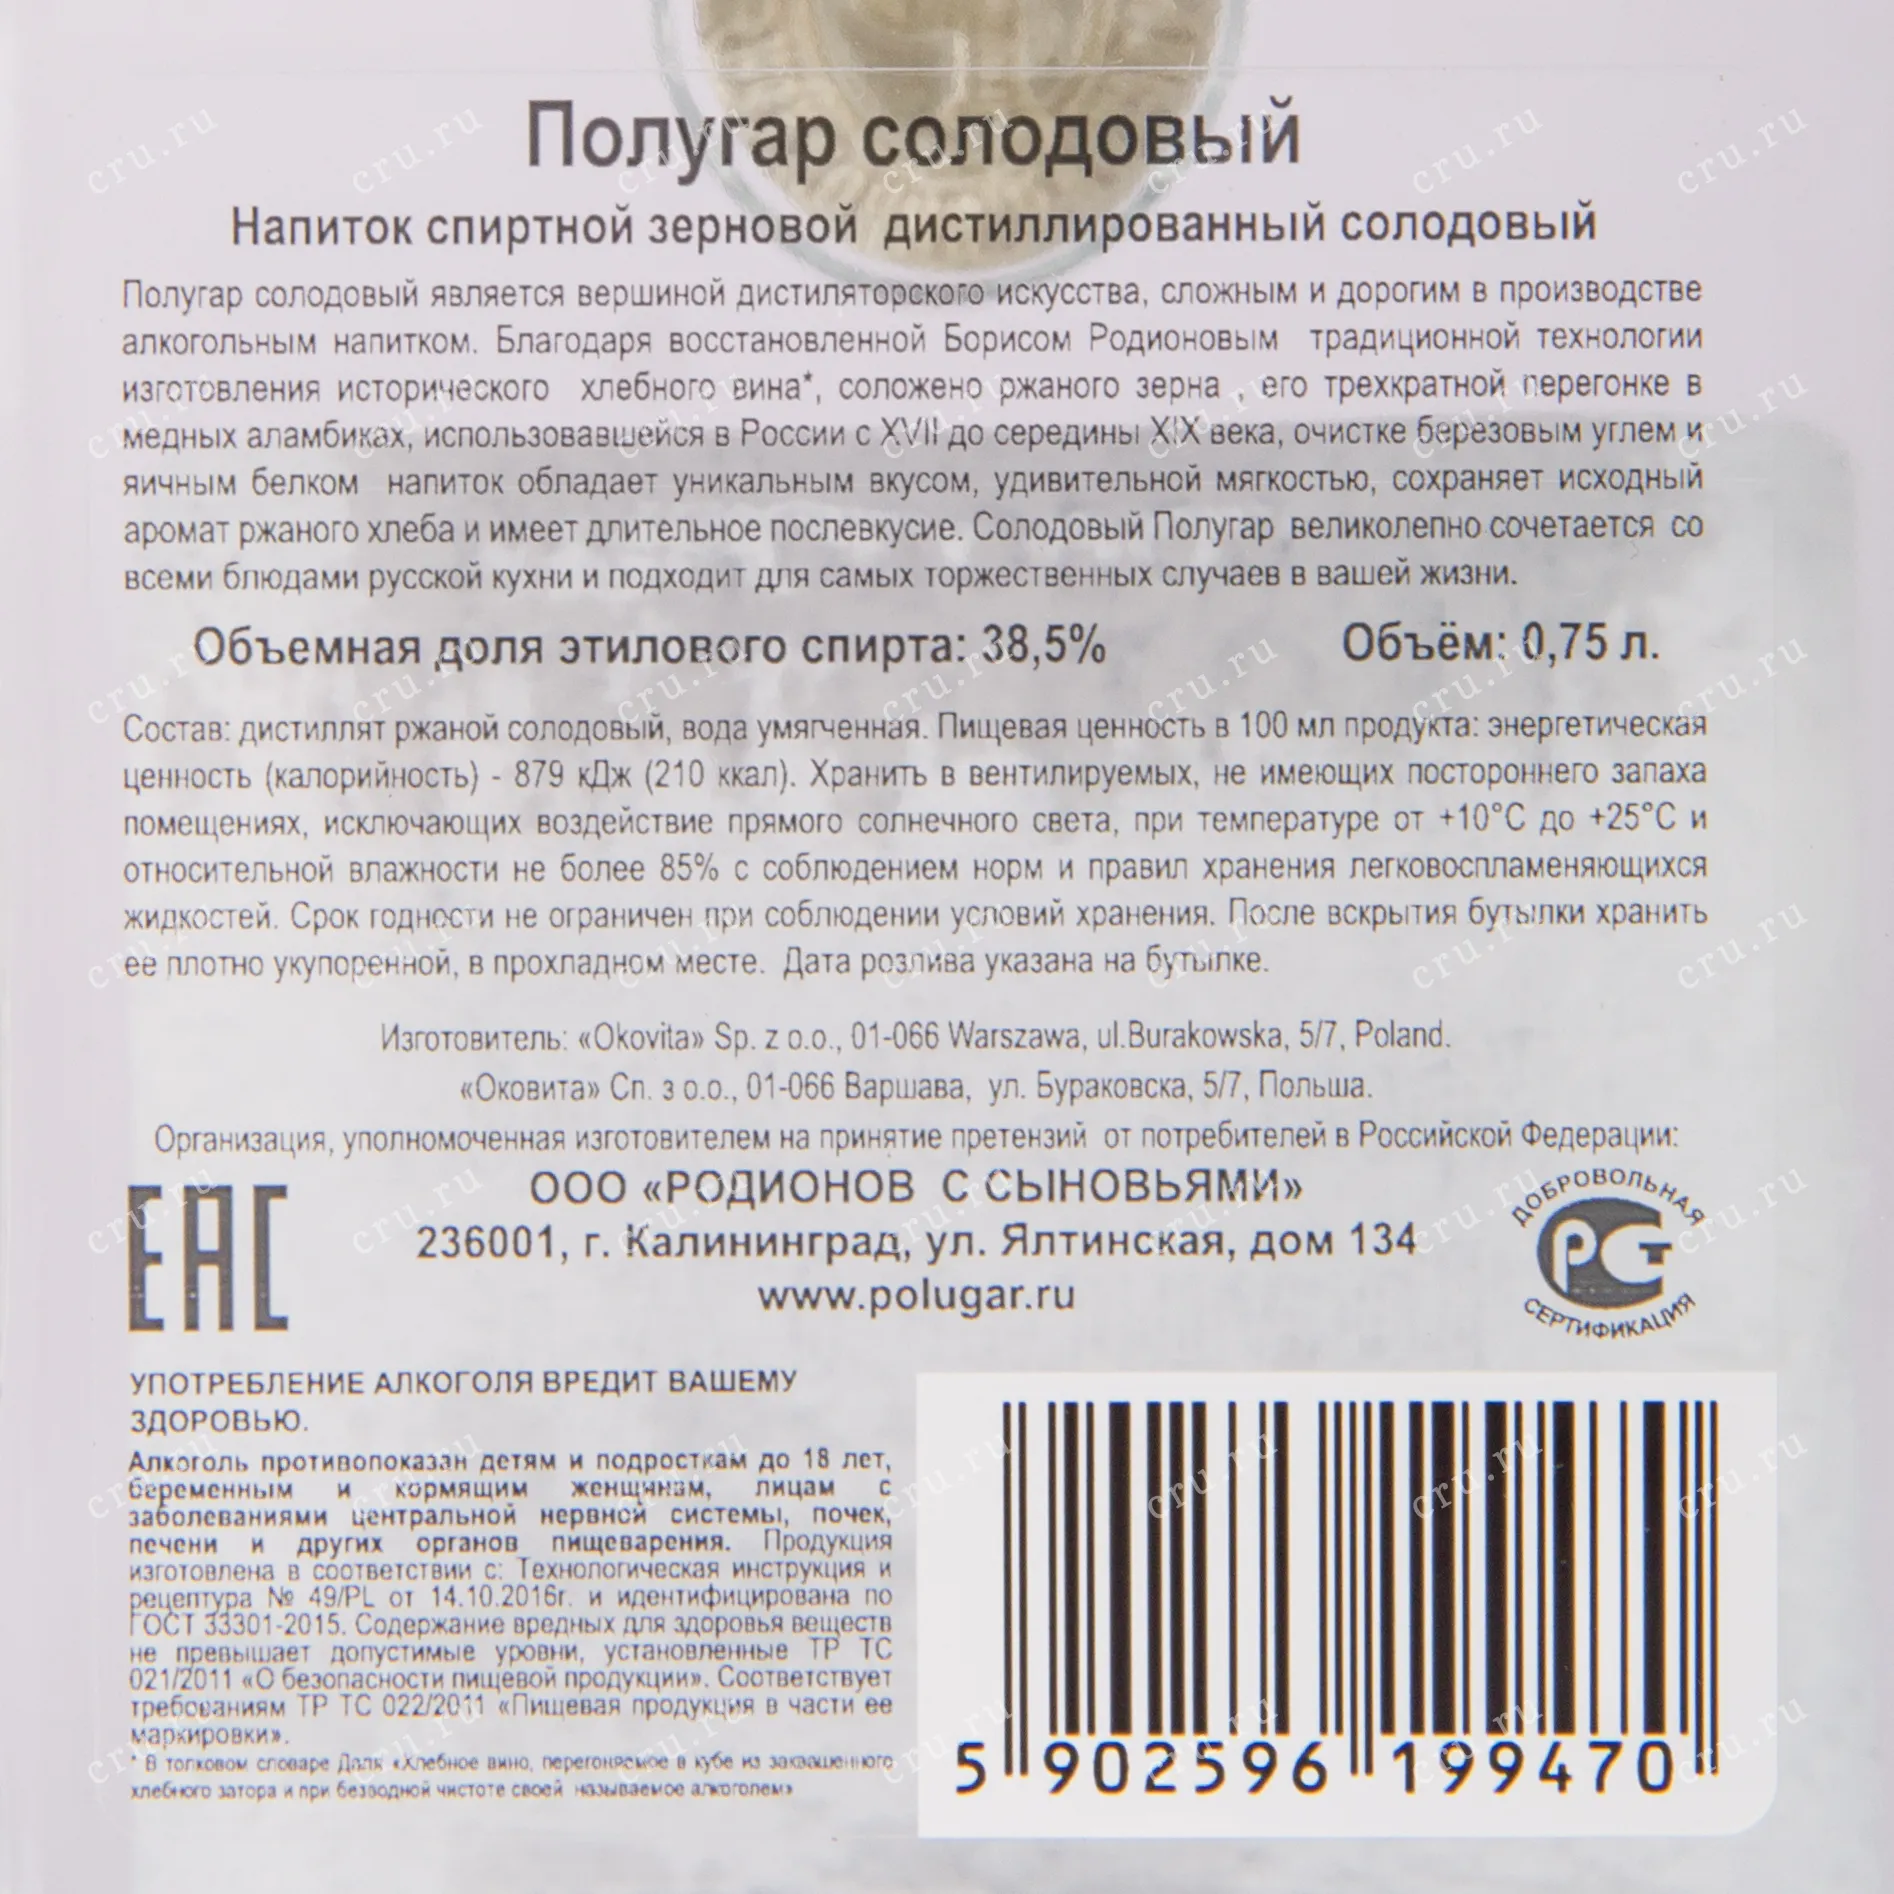 Полугар солодовый
Напиток спиртной зерновой дистиллированный солодовый
Полугар солодовый является вершиной дистиляторского искусства, сложным и дорогим в производстве
алкогольным напитком. Благодаря восстановленной Борисом Родионовым традиционной технологии
изготовления исторического хлебного вина*, соложено ржаного зерна , его трехкратной перегонке в
медных аламбиках, использовавшейся в России с XVII до середины XIX века, очистке березовым углем и
яичным белком напиток обладает уникальным вкусом, удивительной мягкостью, сохраняет исходный
аромат ржаного хлеба и имеет длительное послевкусие. Солодовый Полугар великолепно сочетается со
всеми блюдами русской кухни и подходит для самых торжественных случаев в вашей жизни.
Объемная доля этилового спирта: 38,5% Объём: 0,75 л.
Состав: дистиллят ржаной солодовый, вода умягченная. Пищевая ценность в 100 мл продукта: энергетическая
ценность (калорийность) - 879 кДж (210 ккал). Хранить в вентилируемых, не имеющих постороннего запаха
помещениях, исключающих воздействие прямого солнечного света, при температуре от +10°С до +25°С и
относительной влажности не более 85% с соблюдением норм и правил хранения легковоспламеняющихся
жидкостей. Срок годности не ограничен при соблюдении условий хранения. После вскрытия бутылки хранить
ее плотно укупоренной, в прохладном месте. Дата розлива указана на бутылке.
Изготовитель: «Okovita» Sp. z o.o., 01-066 Warszawa, ul.Burakowska, 5/7, Poland.
«Оковита» Сп. з о.о., 01-066 Варшава, ул. Бураковска, 5/7, Польша.
Организация, уполномоченная изготовителем на принятие претензий от потребителей в Российской Федерации:
ООО «РОДИОНОВ С СЫНОВЬЯМИ»
236001, г. Калининград, ул. Ялтинская, дом 134
www.polugar.ru
EAC
ДОБРОВОЛЬНАЯ
РСТ
СЕРТИФИКАЦИЯ
УПОТРЕБЛЕНИЕ АЛКОГОЛЯ ВРЕДИТ ВАШЕМУ
ЗДОРОВЬЮ.
Алкоголь противопоказан детям и подросткам до 18 лет,
беременным и кормящим женщинам, лицам с
заболеваниями центральной нервной системы, почек,
печени и других органов пищеварения. Продукция
изготовлена в соответствии с: Технологическая инструкция и
рецептура № 49/PL от 14.10.2016г. и идентифицирована по
ГОСТ 33301-2015. Содержание вредных для здоровья веществ
не превышает допустимые уровни, установленные ТР ТС
021/2011 «О безопасности пищевой продукции». Соответствует
требованиям ТР ТС 022/2011 «Пищевая продукция в части ее
маркировки».
* В толковом словаре Даля «Хлебное вино, перегоняемое в кубе из заквашенного
хлебного затора и при безводной чистоте своей называемое алкоголем»
5 902596 199470
cru.ru